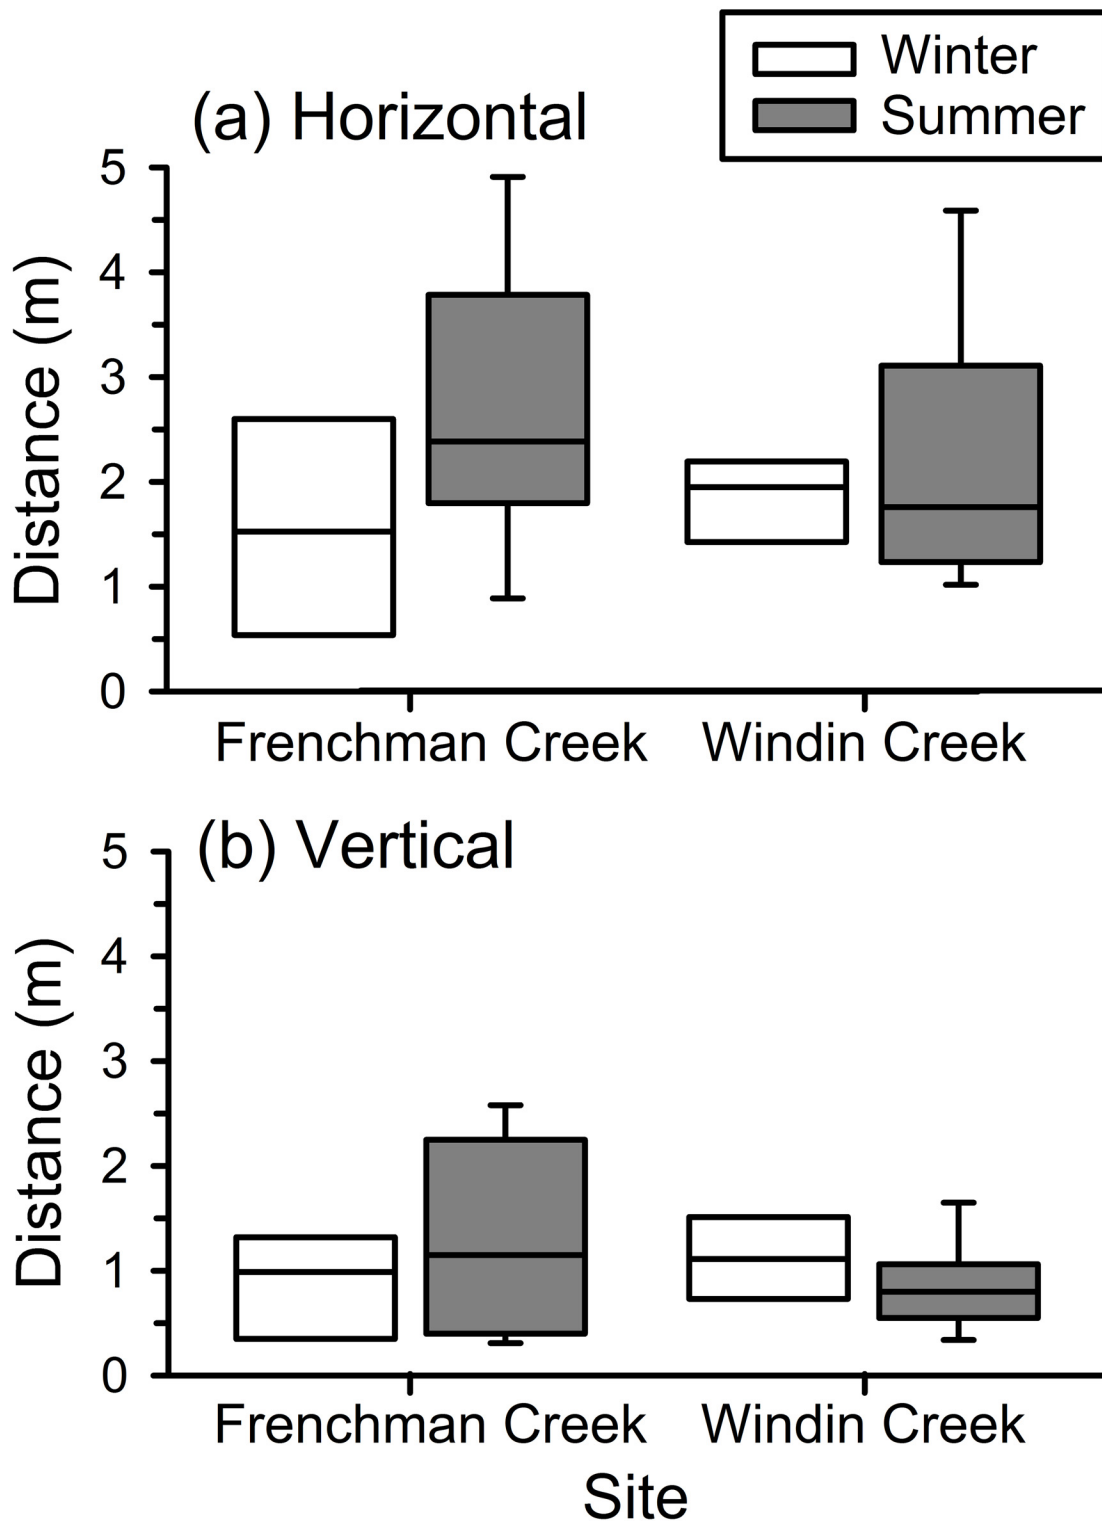 Winter
Summer
(a) Horizontal
5
4
3
2
1
0
Distance (m)
Frenchman Creek Windin Creek
(b) Vertical
5
4
3
2
1
0
Distance (m)
Frenchman Creek Windin Creek
Site